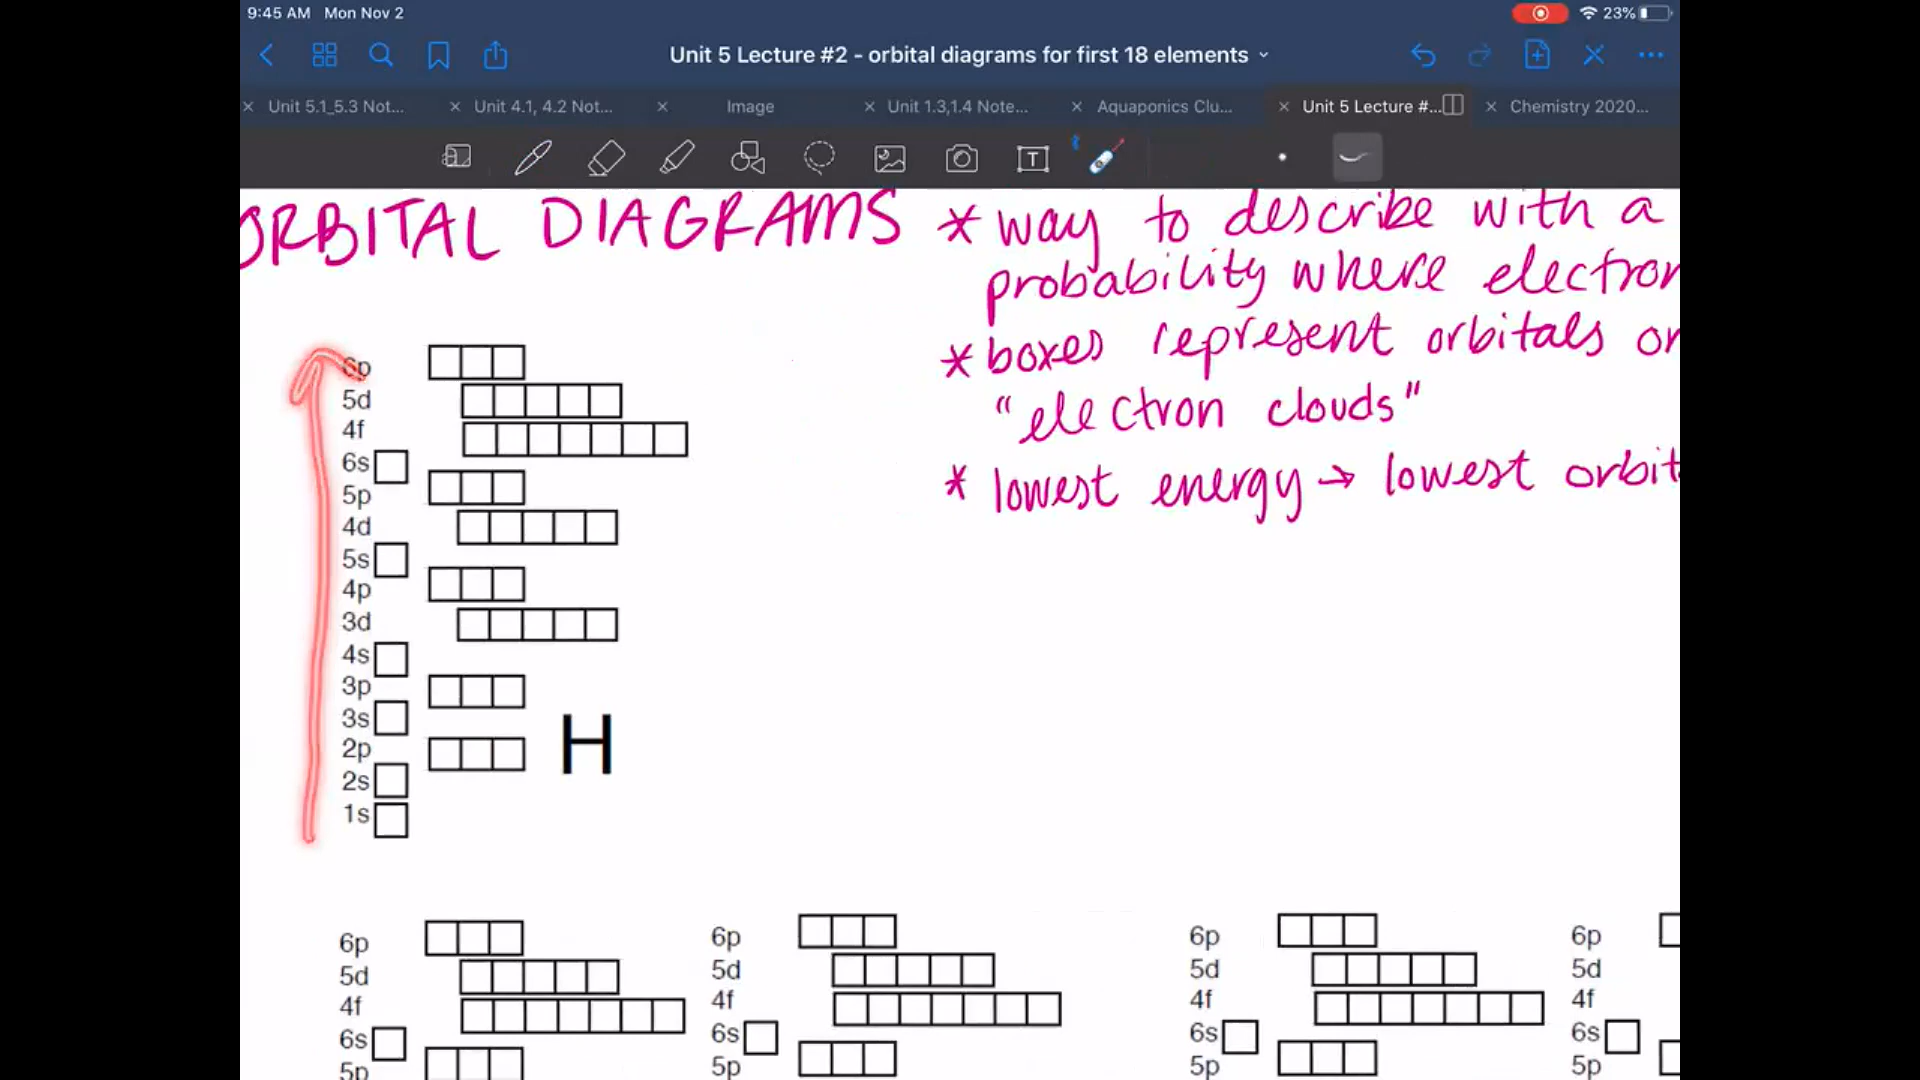 9:45 AM Mon Nov 2
23%
Unit 5 Lecture #2 - orbital diagrams for first 18 elements
Unit 5.1_5.3 Not...
Unit 4.1, 4.2 Not...
Image
Unit 1.3,1.4 Note...
Aquaponics Clu...
Unit 5 Lecture #...
Chemistry 2020...
T
ORBITAL DIAGRAMS
* way to describe with a
probability where electron
* boxes represent orbitals or
"electron clouds"
* lowest energy → lowest orbit
6p
5d
4f
6s
5p
4d
5s
4p
3d
4s
3p
3s
2p
2s
1s
H
6p
5d
4f
6s
5p
6p
5d
4f
6s
5p
6p
5d
4f
6s
5p
6p
5d
4f
6s
5p